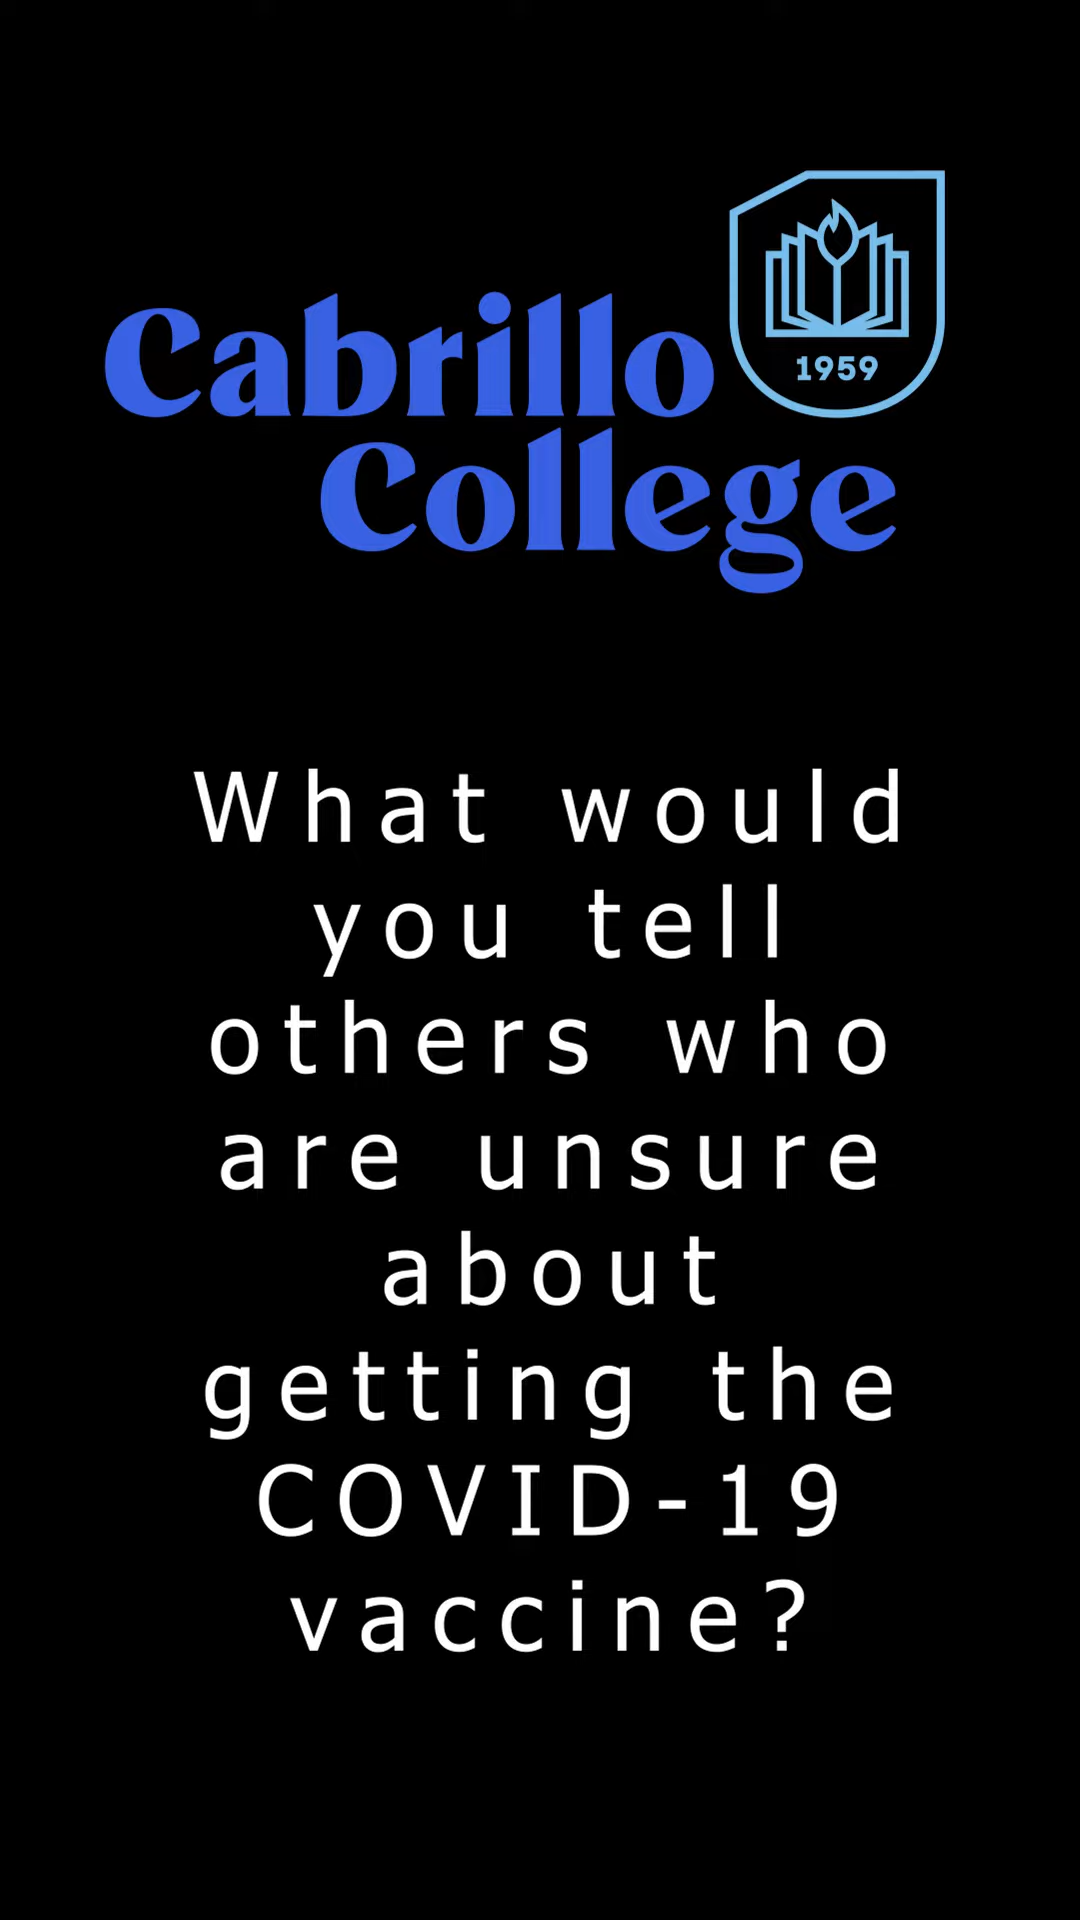 Cabrillo
College
1959
What would
you tell
others who
are unsure
about
getting the
COVID-19
vaccine?